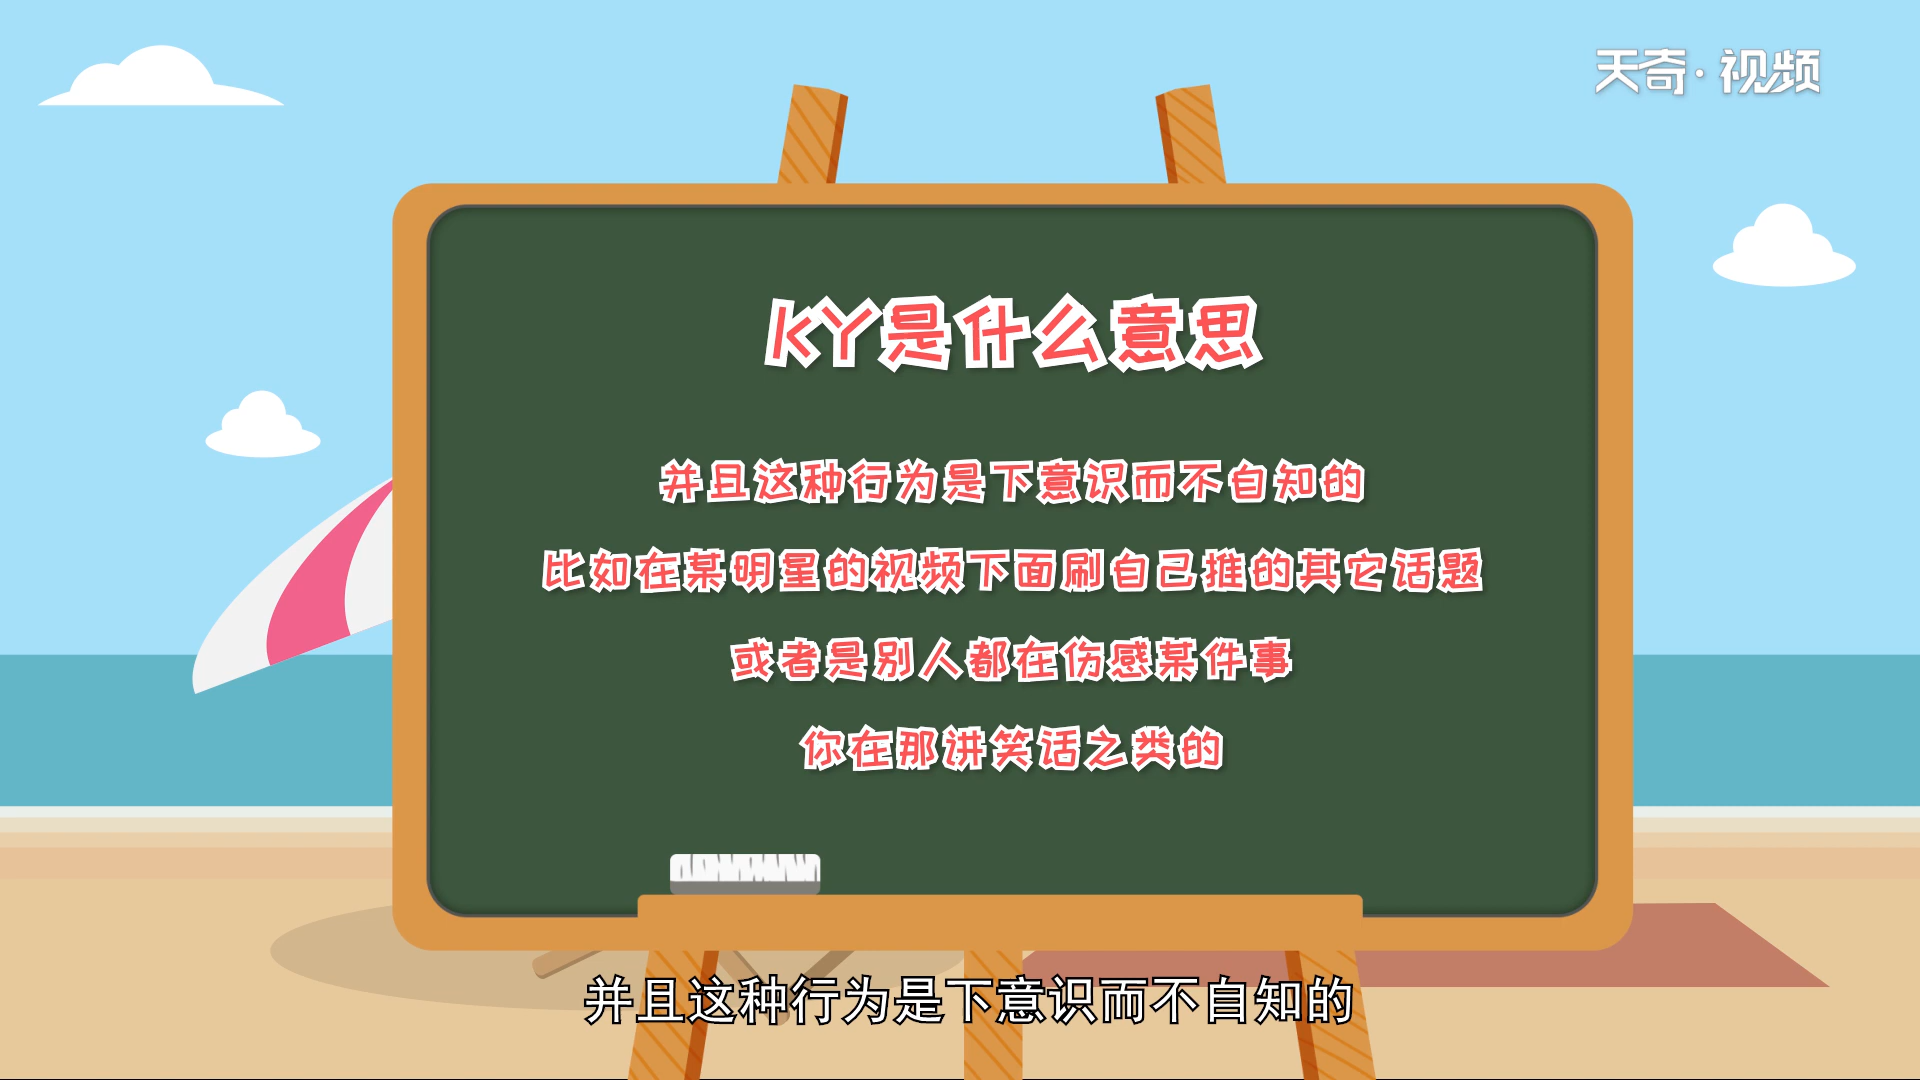 天奇·视频
KY是什么意思
并且这种行为是下意识而不自知的
比如在某明星的视频下面刷自己推的其它话题
或者是别人都在伤感某件事
你在那讲笑话之类的
并且这种行为是下意识而不自知的